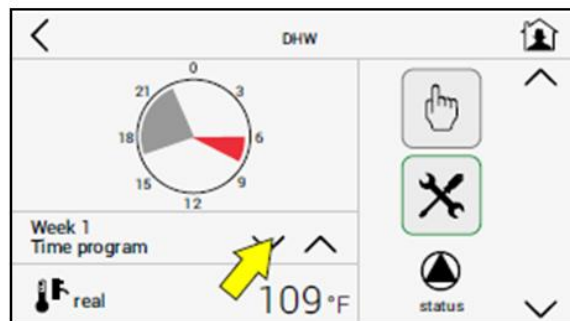 DHW
0
21
3
18
6
15
9
12
Week 1
Time program
real
109 °F
status